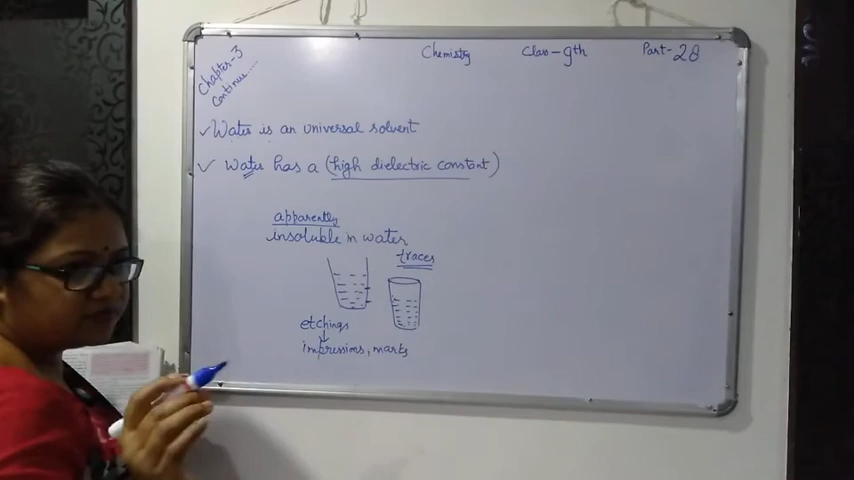 Chapter-3
Continue...
Chemistry
Class-9th
Part-28
Water is an universal solvent
Water has a (high dielectric constant)
apparently
insoluble in water
traces
etchings
impressions, marks